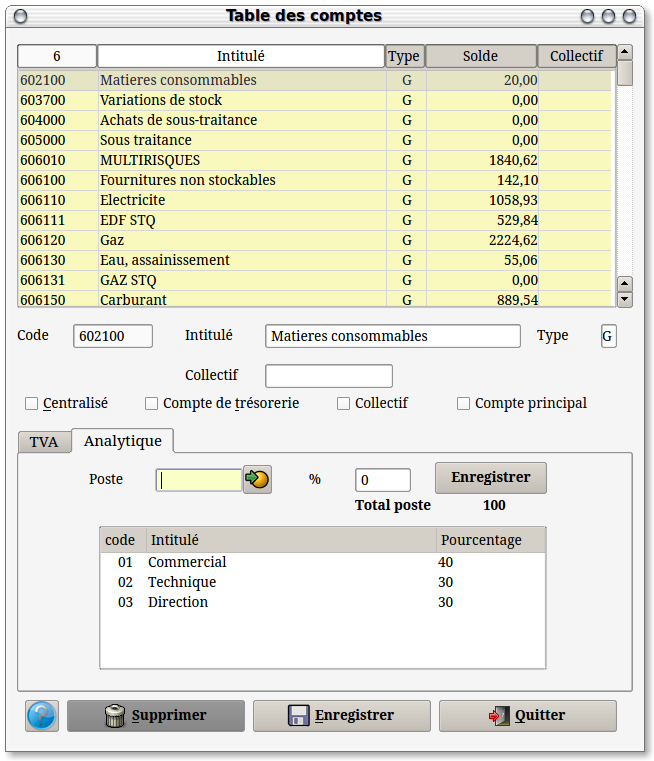 Table des comptes
6 Intitulé Type Solde Collectif
602100 Matieres consommables G 20,00
603700 Variations de stock G 0,00
604000 Achats de sous-traitance G 0,00
605000 Sous traitance G 0,00
606010 MULTIRISQUES G 1840,62
606100 Fournitures non stockables G 142,10
606110 Electricite G 1058,93
606111 EDF STQ G 529,84
606120 Gaz G 2224,62
606130 Eau, assainissement G 55,06
606131 GAZ STQ G 0,00
606150 Carburant G 889,54
Code 602100 Intitulé Matieres consommables Type G
Collectif
Centralisé Compte de trésorerie Collectif Compte principal
TVA Analytique
Poste % 0 Enregistrer
Total poste 100
code Intitulé Pourcentage
01 Commercial 40
02 Technique 30
03 Direction 30
? Supprimer Enregistrer Quitter